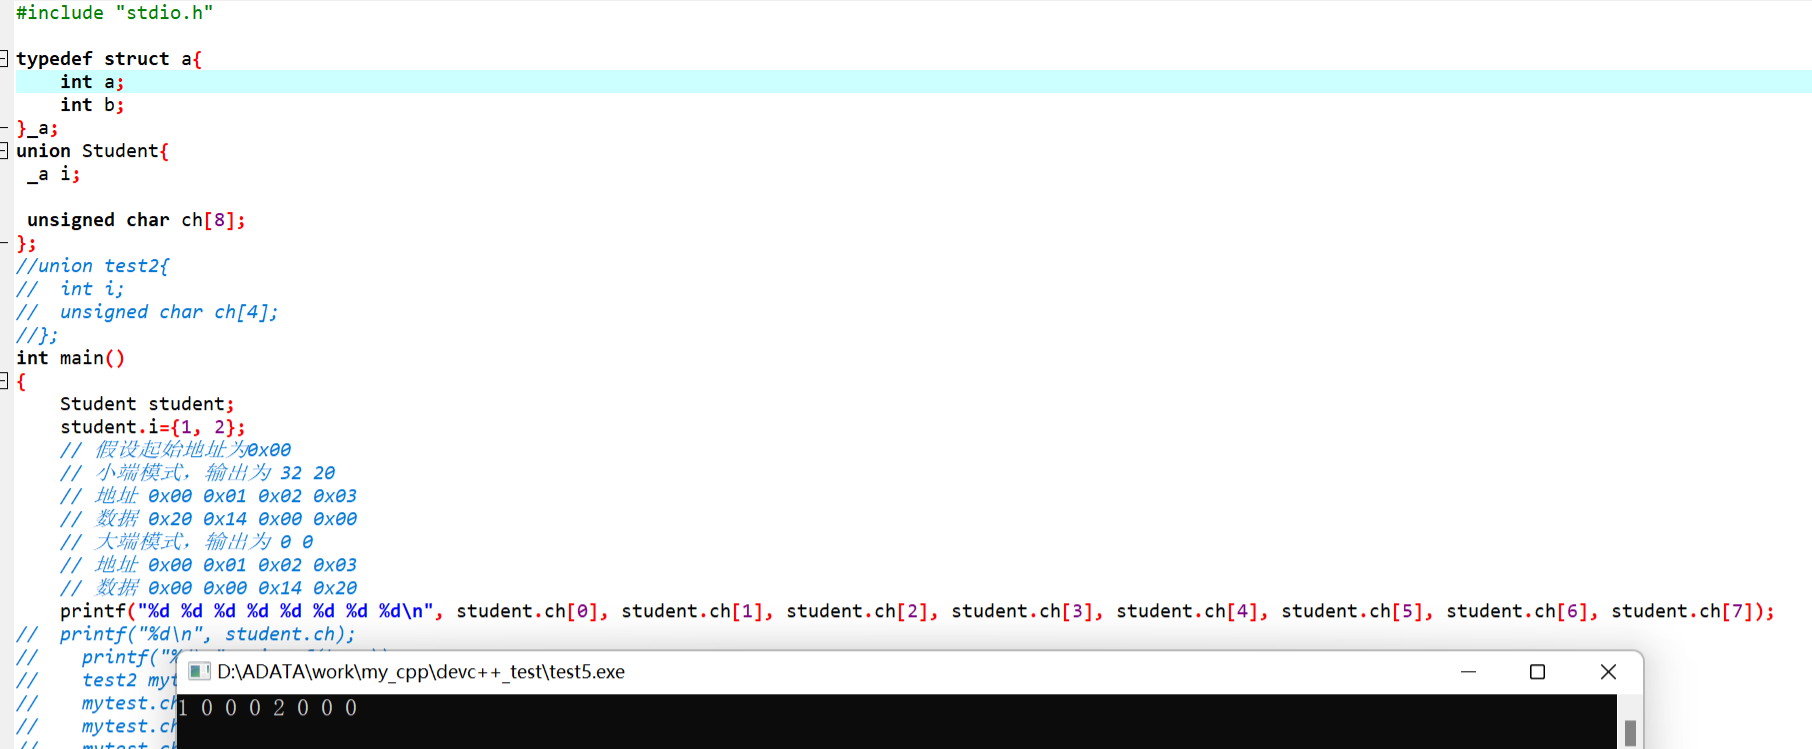 #include "stdio.h"
typedef struct a{
int a;
int b;
}_a;
union Student{
_a i;
unsigned char ch[8];
};
//union test2{
// int i;
// unsigned char ch[4];
//};
int main()
{
Student student;
student.i={1, 2};
// 假设起始地址为0x00
// 小端模式，输出为 32 20
// 地址 0x00 0x01 0x02 0x03
// 数据 0x20 0x14 0x00 0x00
// 大端模式，输出为 0 0
// 地址 0x00 0x01 0x02 0x03
// 数据 0x00 0x00 0x14 0x20
printf("%d %d %d %d %d %d %d %d\n", student.ch[0], student.ch[1], student.ch[2], student.ch[3], student.ch[4], student.ch[5], student.ch[6], student.ch[7]);
// printf("%d\n", student.ch);
// printf("%
// test2 myt
// mytest.ch
// mytest.ch
//
D:\ADATA\work\my_cpp\devc++_test\test5.exe
1 0 0 0 2 0 0 0